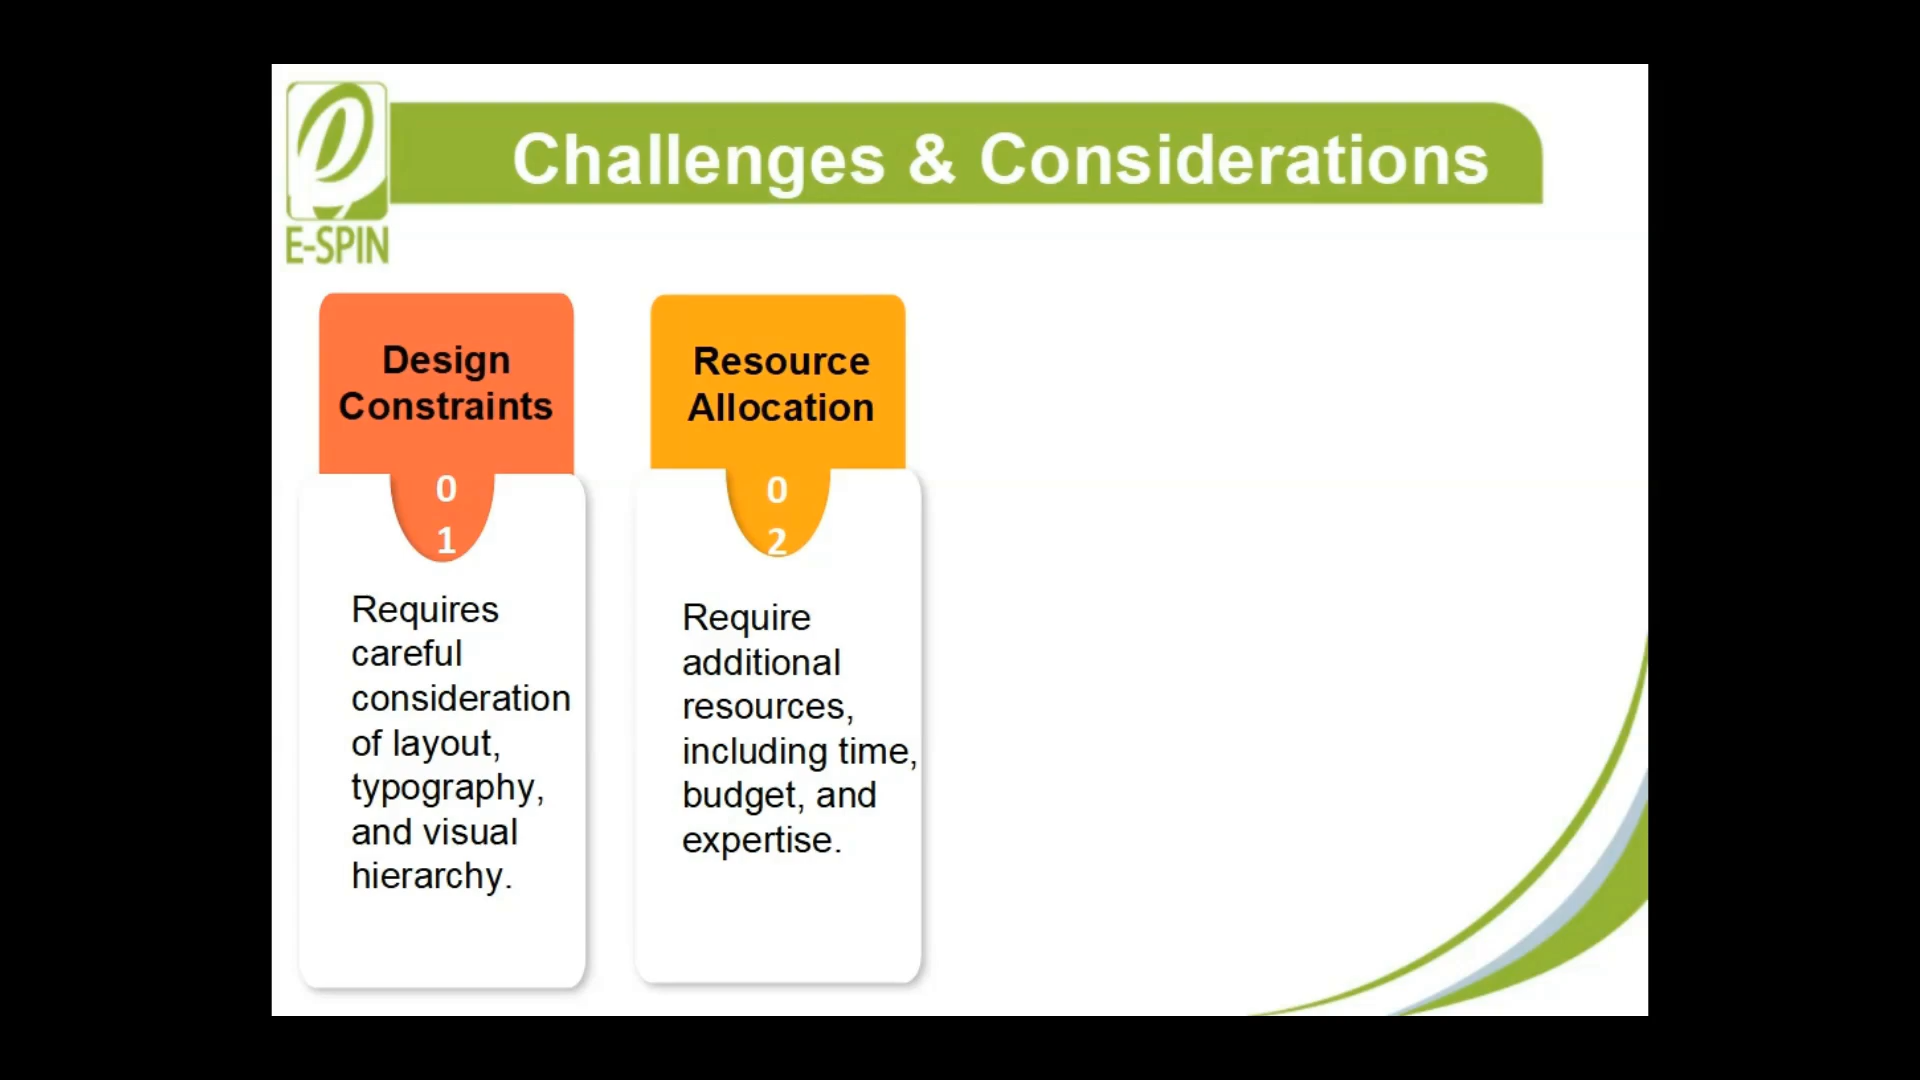 Challenges & Considerations
E-SPIN
Design
Constraints
0
1
Requires
careful
consideration
of layout,
typography,
and visual
hierarchy.
Resource
Allocation
0
2
Require
additional
resources,
including time,
budget, and
expertise.